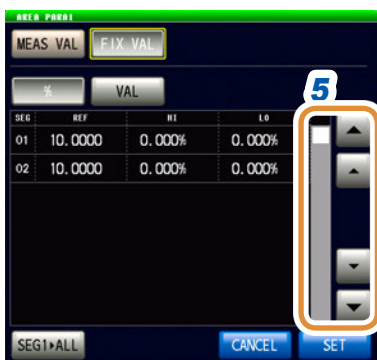 AREA PARA1
MEAS VAL FIX VAL
% VAL
5
SEG REF HI LO
01 10.0000 0.000% 0.000%
02 10.0000 0.000% 0.000%
SEG1▶ALL CANCEL SET